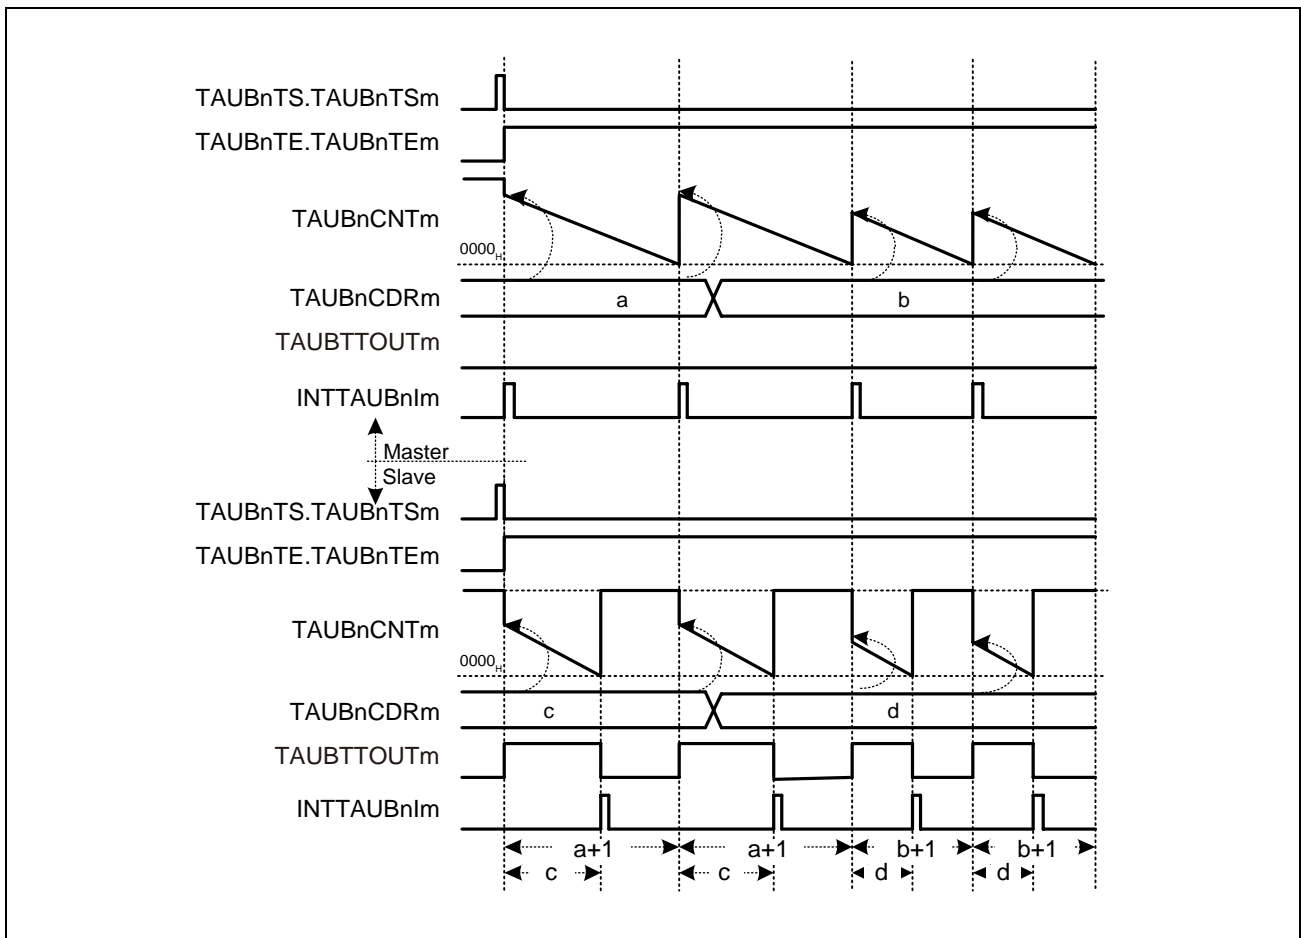 TAUBnTS.TAUBnTSm
TAUBnTE.TAUBnTEm
TAUBnCNTm
0000H
TAUBnCDRm
a
b
TAUBTTOUTm
INTTAUBnIm
Master
Slave
TAUBnTS.TAUBnTSm
TAUBnTE.TAUBnTEm
TAUBnCNTm
0000H
TAUBnCDRm
c
d
TAUBTTOUTm
INTTAUBnIm
a+1 a+1 b+1 b+1
c c d d